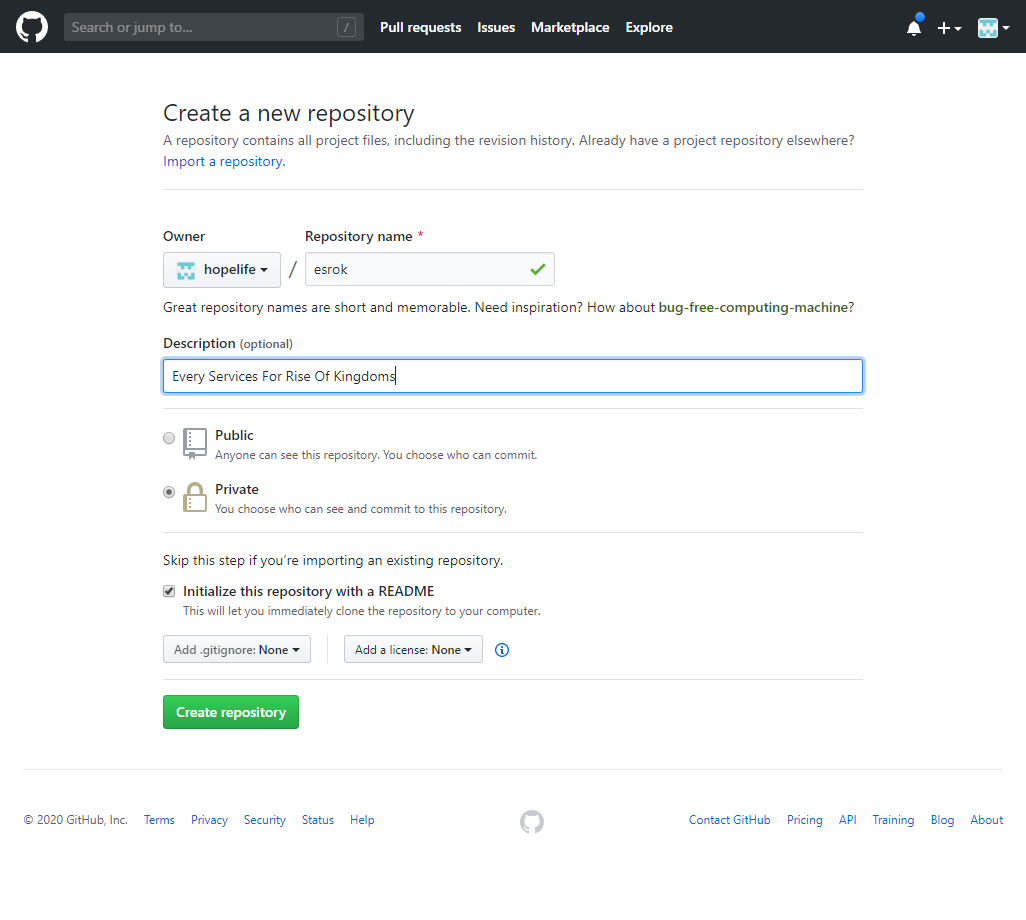 Search or jump to... / Pull requests Issues Marketplace Explore
Create a new repository
A repository contains all project files, including the revision history. Already have a project repository elsewhere?
Import a repository.
Owner Repository name *
hopelife / esrok
Great repository names are short and memorable. Need inspiration? How about bug-free-computing-machine?
Description (optional)
Every Services For Rise Of Kingdoms
Public
Anyone can see this repository. You choose who can commit.
Private
You choose who can see and commit to this repository.
Skip this step if you’re importing an existing repository.
Initialize this repository with a README
This will let you immediately clone the repository to your computer.
Add .gitignore: None Add a license: None
Create repository
© 2020 GitHub, Inc. Terms Privacy Security Status Help Contact GitHub Pricing API Training Blog About